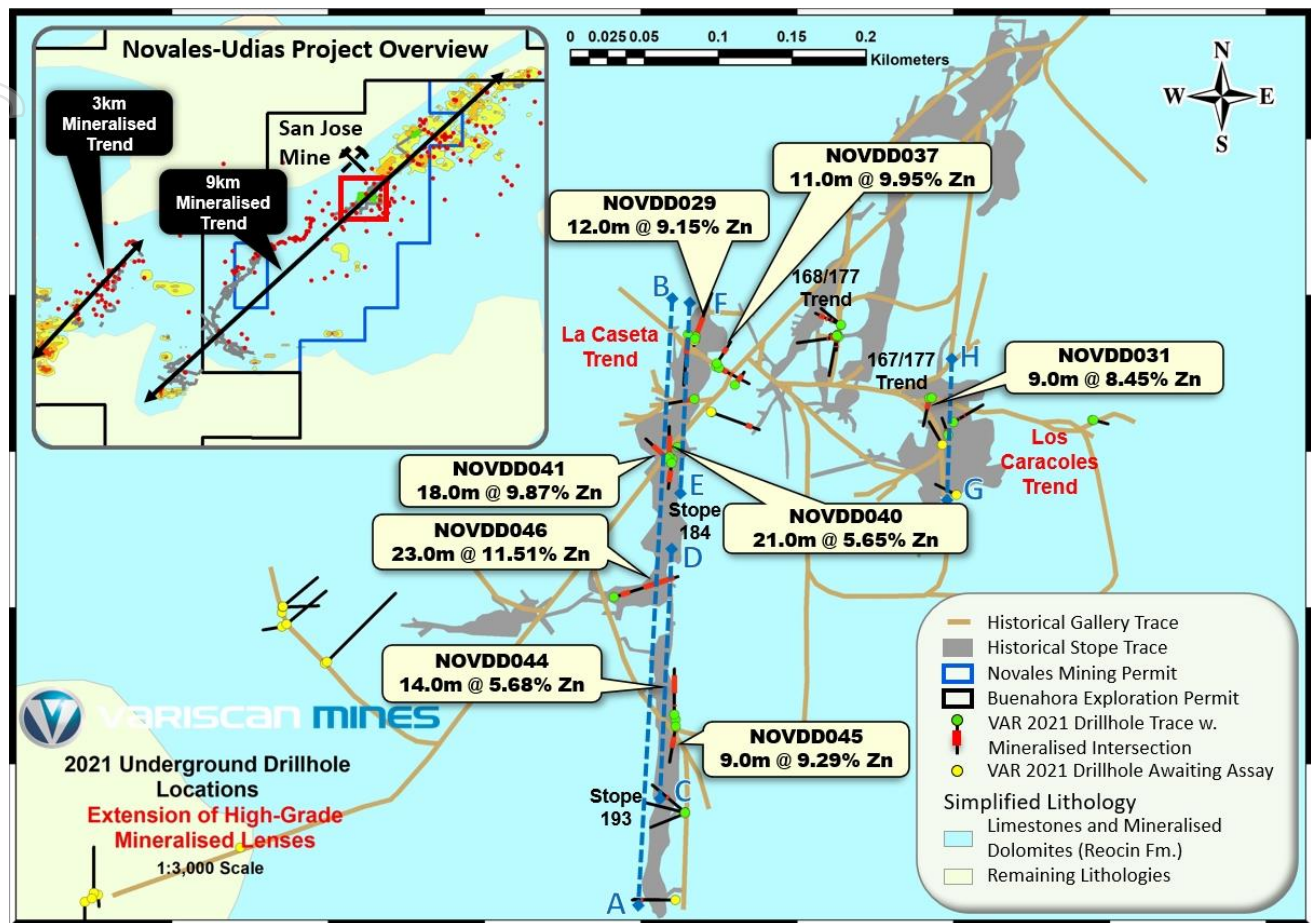 Novales-Udias Project Overview
3km
Mineralised
Trend
San Jose
Mine
9km
Mineralised
Trend
0 0.025 0.05 0.1 0.15 0.2
Kilometers
N
W E
S
NOVDD037
11.0m @ 9.95% Zn
NOVDD029
12.0m @ 9.15% Zn
168/177
Trend
B
F
La Caseta
Trend
167/177
Trend
H
NOVDD031
9.0m @ 8.45% Zn
Los
Caracoles
Trend
NOVDD041
18.0m @ 9.87% Zn
E
G
Stope
184
NOVDD040
21.0m @ 5.65% Zn
NOVDD046
23.0m @ 11.51% Zn
D
NOVDD044
14.0m @ 5.68% Zn
NOVDD045
9.0m @ 9.29% Zn
C
Stope
193
A
VARISCAN MINES
2021 Underground Drillhole
Locations
Extension of High-Grade
Mineralised Lenses
1:3,000 Scale
Historical Gallery Trace
Historical Stope Trace
Novales Mining Permit
Buenahora Exploration Permit
VAR 2021 Drillhole Trace w.
Mineralised Intersection
VAR 2021 Drillhole Awaiting Assay
Simplified Lithology
Limestones and Mineralised
Dolomites (Reocin Fm.)
Remaining Lithologies